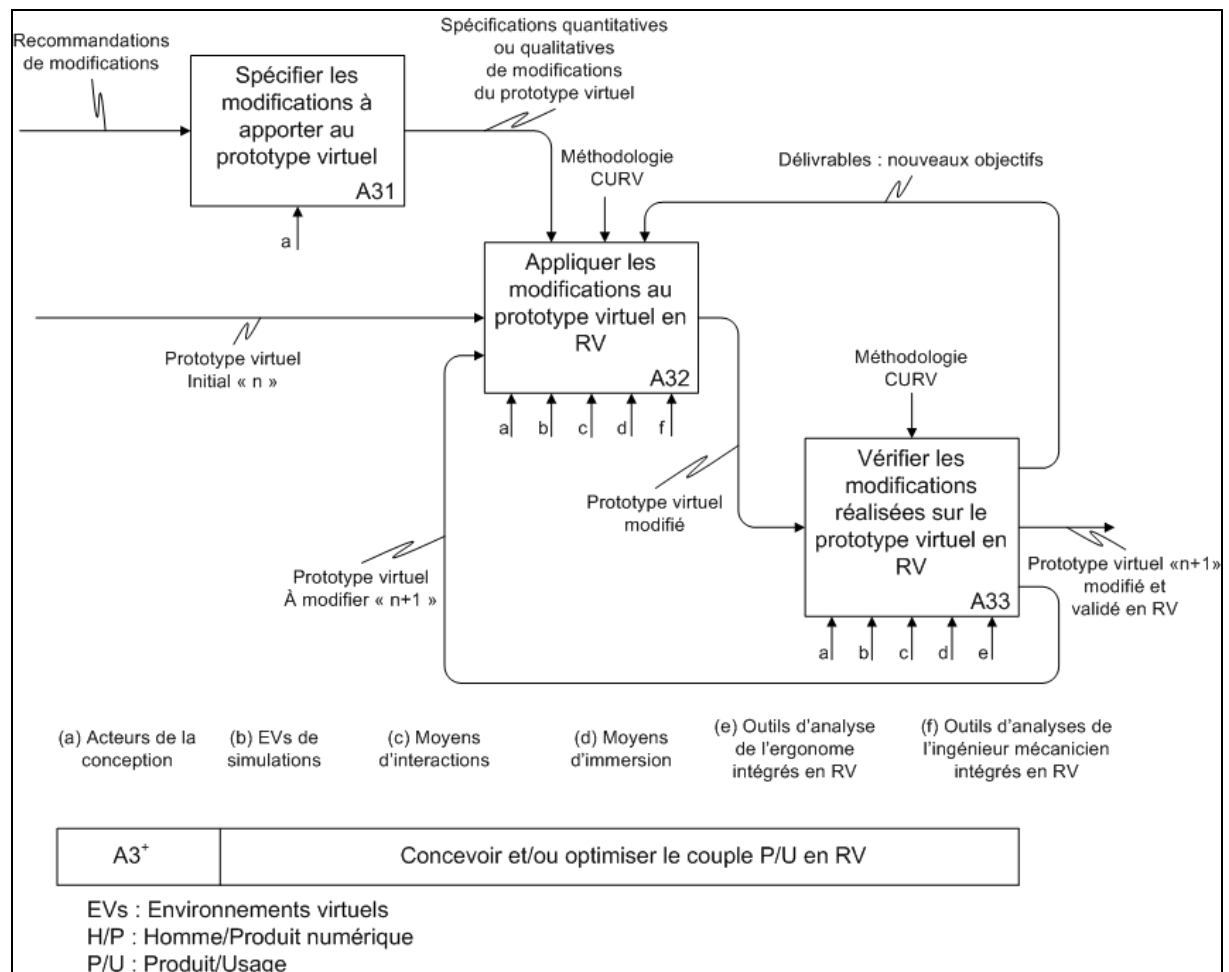 Recommandations
de modifications
Spécifier les
modifications à
apporter au
prototype virtuel
A31
a
Spécifications quantitatives
ou qualitatives
de modifications
du prototype virtuel
Méthodologie
CURV
Délivrables : nouveaux objectifs
Appliquer les
modifications au
prototype virtuel en
RV
A32
a
b
c
d
f
Prototype virtuel
Initial « n »
Méthodologie
CURV
Prototype virtuel
modifié
Vérifier les
modifications
réalisées sur le
prototype virtuel en
RV
A33
a
b
c
d
e
Prototype virtuel
À modifier « n+1 »
Prototype virtuel «n+1»
modifié et
validé en RV
(a) Acteurs de la
conception
(b) EVs de
simulations
(c) Moyens
d'interactions
(d) Moyens
d'immersion
(e) Outils d'analyse
de l'ergonome
intégrés en RV
(f) Outils d'analyses de
l'ingénieur mécanicien
intégrés en RV
A3+
Concevoir et/ou optimiser le couple P/U en RV
EVs : Environnements virtuels
H/P : Homme/Produit numérique
P/U : Produit/Usage